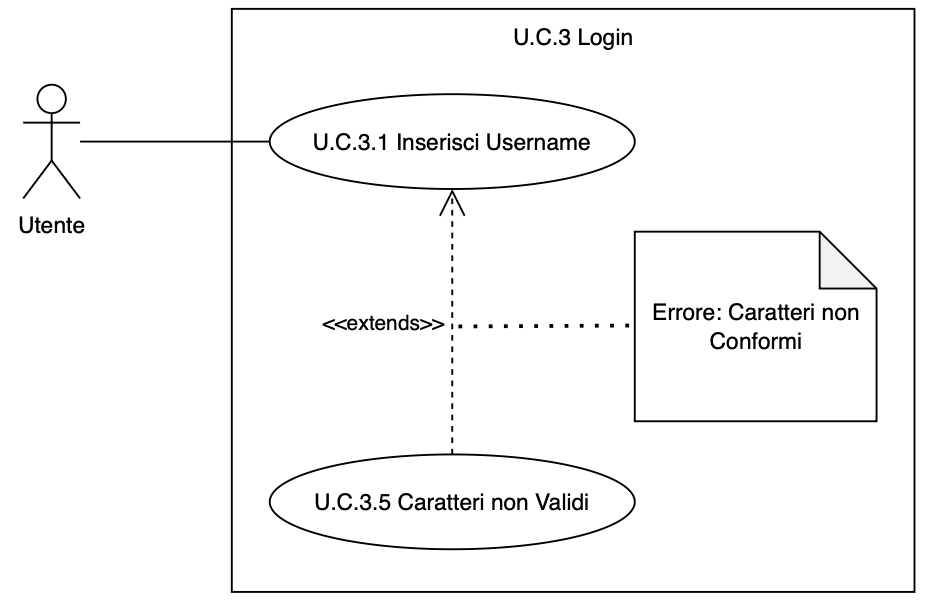 U.C.3 Login
U.C.3.1 Inserisci Username
Utente
<<extends>>
Errore: Caratteri non
Conformi
U.C.3.5 Caratteri non Validi